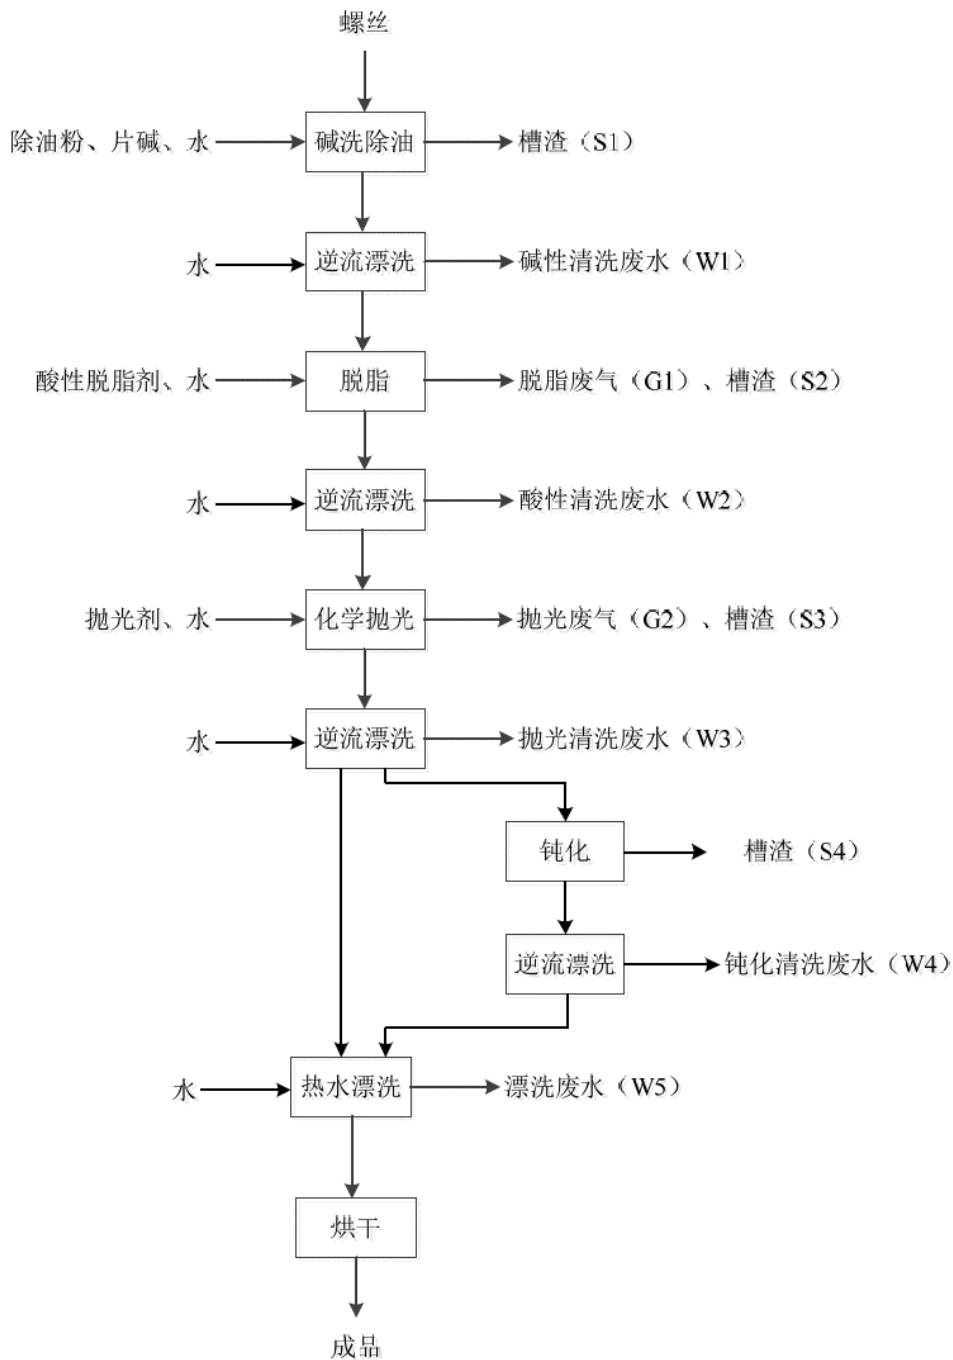 螺丝
除油粉、片碱、水 碱洗除油 槽渣（S1）
水 逆流漂洗 碱性清洗废水（W1）
酸性脱脂剂、水 脱脂 脱脂废气（G1）、槽渣（S2）
水 逆流漂洗 酸性清洗废水（W2）
抛光剂、水 化学抛光 抛光废气（G2）、槽渣（S3）
水 逆流漂洗 抛光清洗废水（W3）
钝化 槽渣（S4）
逆流漂洗 钝化清洗废水（W4）
水 热水漂洗 漂洗废水（W5）
烘干
成品